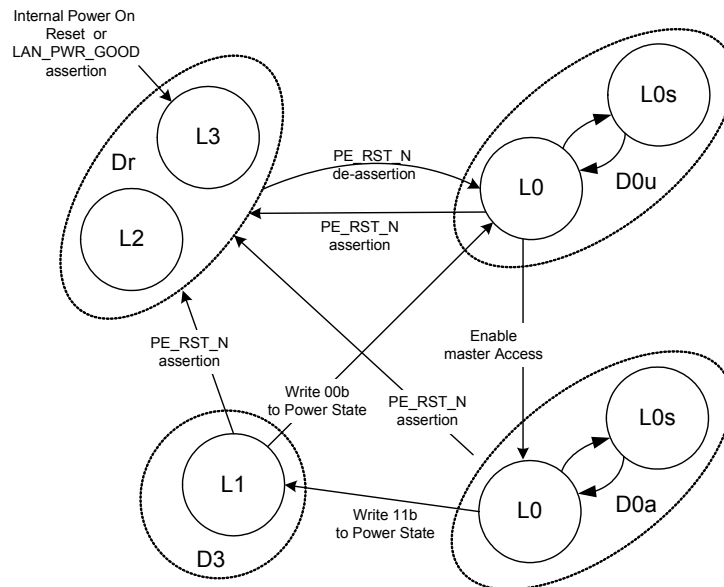 Internal Power On
Reset or
LAN_PWR_GOOD
assertion
L3
Dr
L2
PE_RST_N
de-assertion
PE_RST_N
assertion
L0s
L0
D0u
PE_RST_N
assertion
Write 00b
to Power State
PE_RST_N
assertion
Enable
master Access
L1
D3
Write 11b
to Power State
L0s
L0
D0a